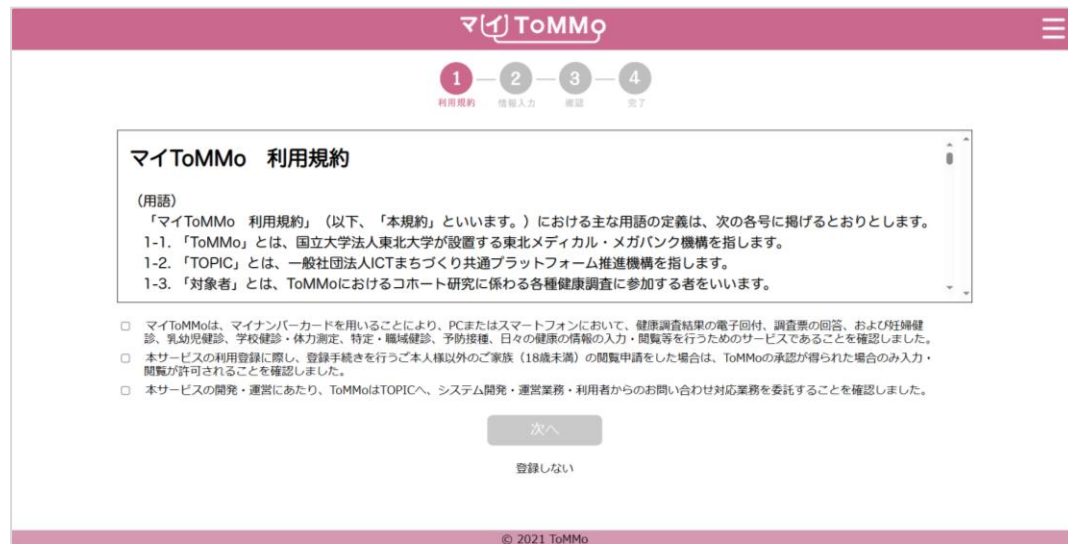 マイToMMo
1 2 3 4
利用規約 情報入力 確認 完了
マイToMMo　利用規約
（用語）
「マイToMMo　利用規約」（以下、「本規約」といいます。）における主な用語の定義は、次の各号に掲げるとおりとします。
1-1. 「ToMMo」とは、国立大学法人東北大学が設置する東北メディカル・メガバンク機構を指します。
1-2. 「TOPIC」とは、一般社団法人ICTまちづくり共通プラットフォーム推進機構を指します。
1-3. 「対象者」とは、ToMMoにおけるコホート研究に係わる各種健康調査に参加する者をいいます。
マイToMMoは、マイナンバーカードを用いることにより、PCまたはスマートフォンにおいて、健康調査結果の電子回付、調査票の回答、および妊婦健
診、乳幼児健診、学校健診・体力測定、特定・職域健診、予防接種、日々の健康の情報の入力・閲覧等を行うためのサービスであることを確認しました。
本サービスの利用登録に際し、登録手続きを行うご本人様以外のご家族（18歳未満）の閲覧申請をした場合は、ToMMoの承認が得られた場合のみ入力・
閲覧が許可されることを確認しました。
本サービスの開発・運営にあたり、ToMMoはTOPICへ、システム開発・運営業務・利用者からのお問い合わせ対応業務を委託することを確認しました。
次へ
登録しない
© 2021 ToMMo